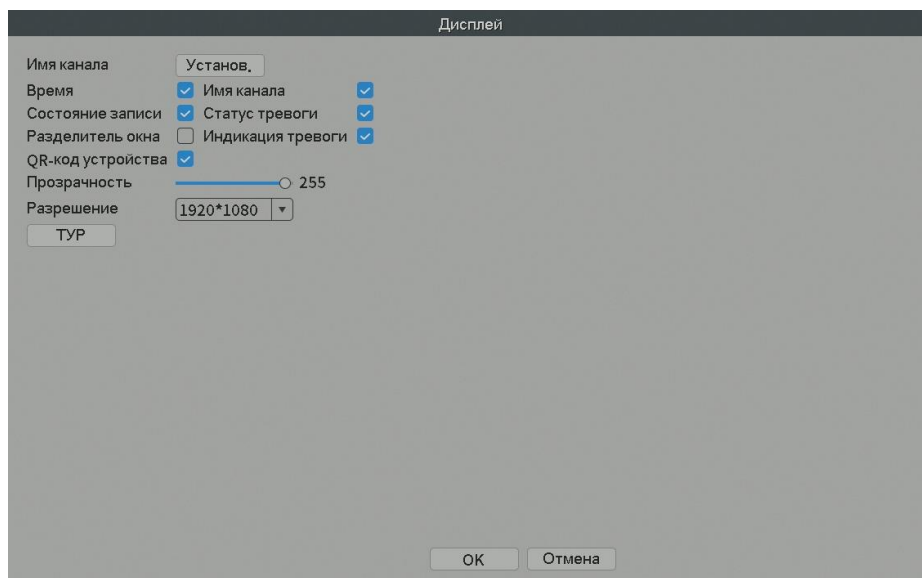 Дисплей
Имя канала Установ.
Время Имя канала
Состояние записи Статус тревоги
Разделитель окна Индикация тревоги
QR-код устройства
Прозрачность 255
Разрешение 1920*1080
ТУР
OK Отмена